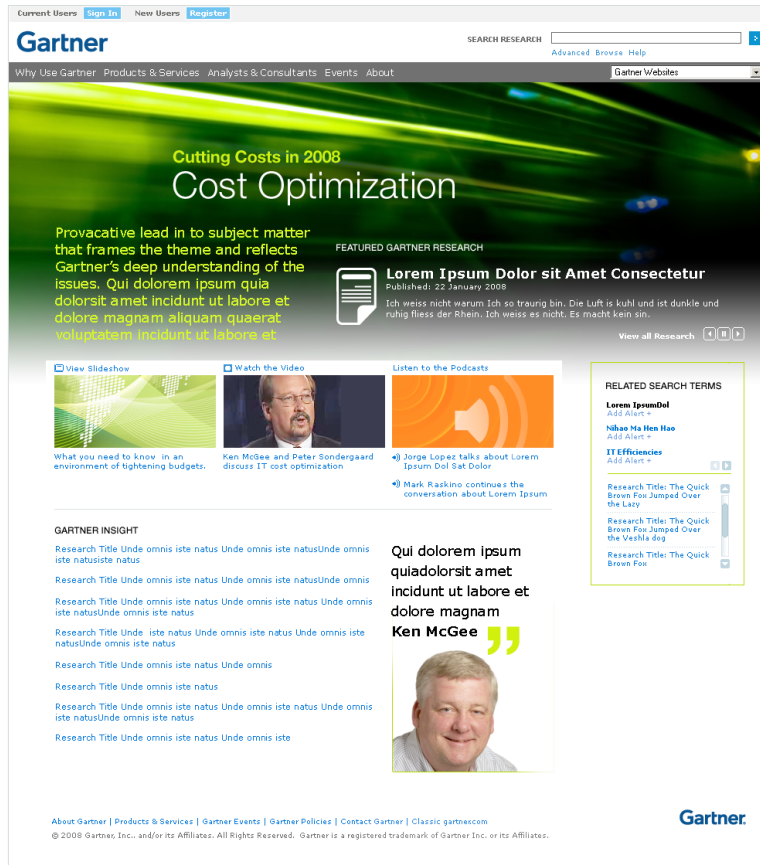 Current Users Sign In New Users Register
Gartner
SEARCH RESEARCH
Advanced Browse Help
Why Use Gartner Products & Services Analysts & Consultants Events About
Gartner Websites
Cutting Costs in 2008
Cost Optimization
Provacative lead in to subject matter
that frames the theme and reflects
Gartner's deep understanding of the
issues. Qui dolorem ipsum quia
dolorsit amet incidunt ut labore et
dolore magnam aliquam quaerat
voluptatem incidunt ut labore et
FEATURED GARTNER RESEARCH
Lorem Ipsum Dolor sit Amet Consectetur
Published: 22 January 2008
Ich weiss nicht warum Ich so traurig bin. Die Luft is kuhl und ist dunkle und
ruhig fliess der Rhein. Ich weiss es nicht. Es macht kein sin.
View all Research
View Slideshow
What you need to know in an
environment of tightening budgets.
Watch the Video
Ken McGee and Peter Sondergaard
discuss IT cost optimization
Listen to the Podcasts
Jorge Lopez talks about Lorem
Ipsum Dol Sat Dolor
Mark Raskino continues the
conversation about Lorem Ipsum
RELATED SEARCH TERMS
Lorem IpsumDol
Add Alert +
Nihao Ma Hen Hao
Add Alert +
IT Efficiencies
Add Alert +
Research Title: The Quick
Brown Fox Jumped Over
the Lazy
Research Title: The Quick
Brown Fox Jumped Over
the Veshla dog
Research Title: The Quick
Brown Fox
GARTNER INSIGHT
Research Title Unde omnis iste natus Unde omnis iste natusUnde omnis
iste natusiste natus
Research Title Unde omnis iste natus Unde omnis iste natusUnde omnis
Research Title Unde omnis iste natus Unde omnis iste natus Unde omnis
iste natusUnde omnis iste natus
Research Title Unde iste natus Unde omnis iste natus Unde omnis iste
natusUnde omnis iste natus
Research Title Unde omnis iste natus Unde omnis
Research Title Unde omnis iste natus
Research Title Unde omnis iste natus Unde omnis iste natus Unde omnis
iste natusUnde omnis iste natus
Research Title Unde omnis iste natus Unde omnis iste
Qui dolorem ipsum
quiadolorsit amet
incidunt ut labore et
dolore magnam
Ken McGee ”
About Gartner | Products & Services | Gartner Events | Gartner Policies | Contact Gartner | Classic gartnercom
© 2008 Gartner, Inc.. and/or its Affiliates. All Rights Reserved. Gartner is a registered trademark of Gartner Inc. or its Affiliates.
Gartner.